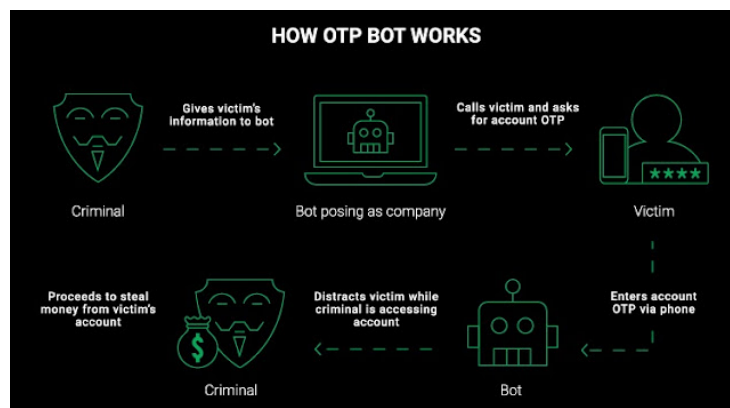 HOW OTP BOT WORKS
Gives victim's
information to bot
Calls victim and asks
for account OTP
****
Criminal
Bot posing as company
Victim
Proceeds to steal
money from victim's
account
Distracts victim while
criminal is accessing
account
Enters account
OTP via phone
$
Criminal
Bot